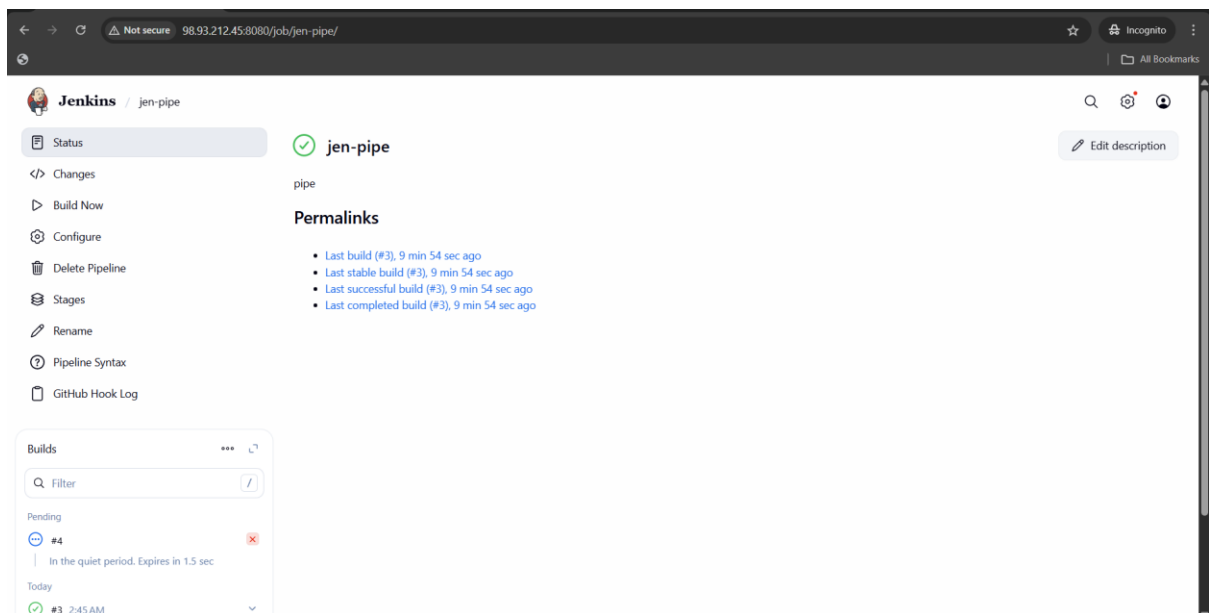 Not secure 98.93.212.45:8080/job/jen-pipe/ Incognito
All Bookmarks
Jenkins / jen-pipe
Status
Changes
Build Now
Configure
Delete Pipeline
Stages
Rename
Pipeline Syntax
GitHub Hook Log
Builds
Filter /
Pending
#4
In the quiet period. Expires in 1.5 sec
Today
#3 2:45 AM
jen-pipe
Edit description
pipe
Permalinks
Last build (#3), 9 min 54 sec ago
Last stable build (#3), 9 min 54 sec ago
Last successful build (#3), 9 min 54 sec ago
Last completed build (#3), 9 min 54 sec ago